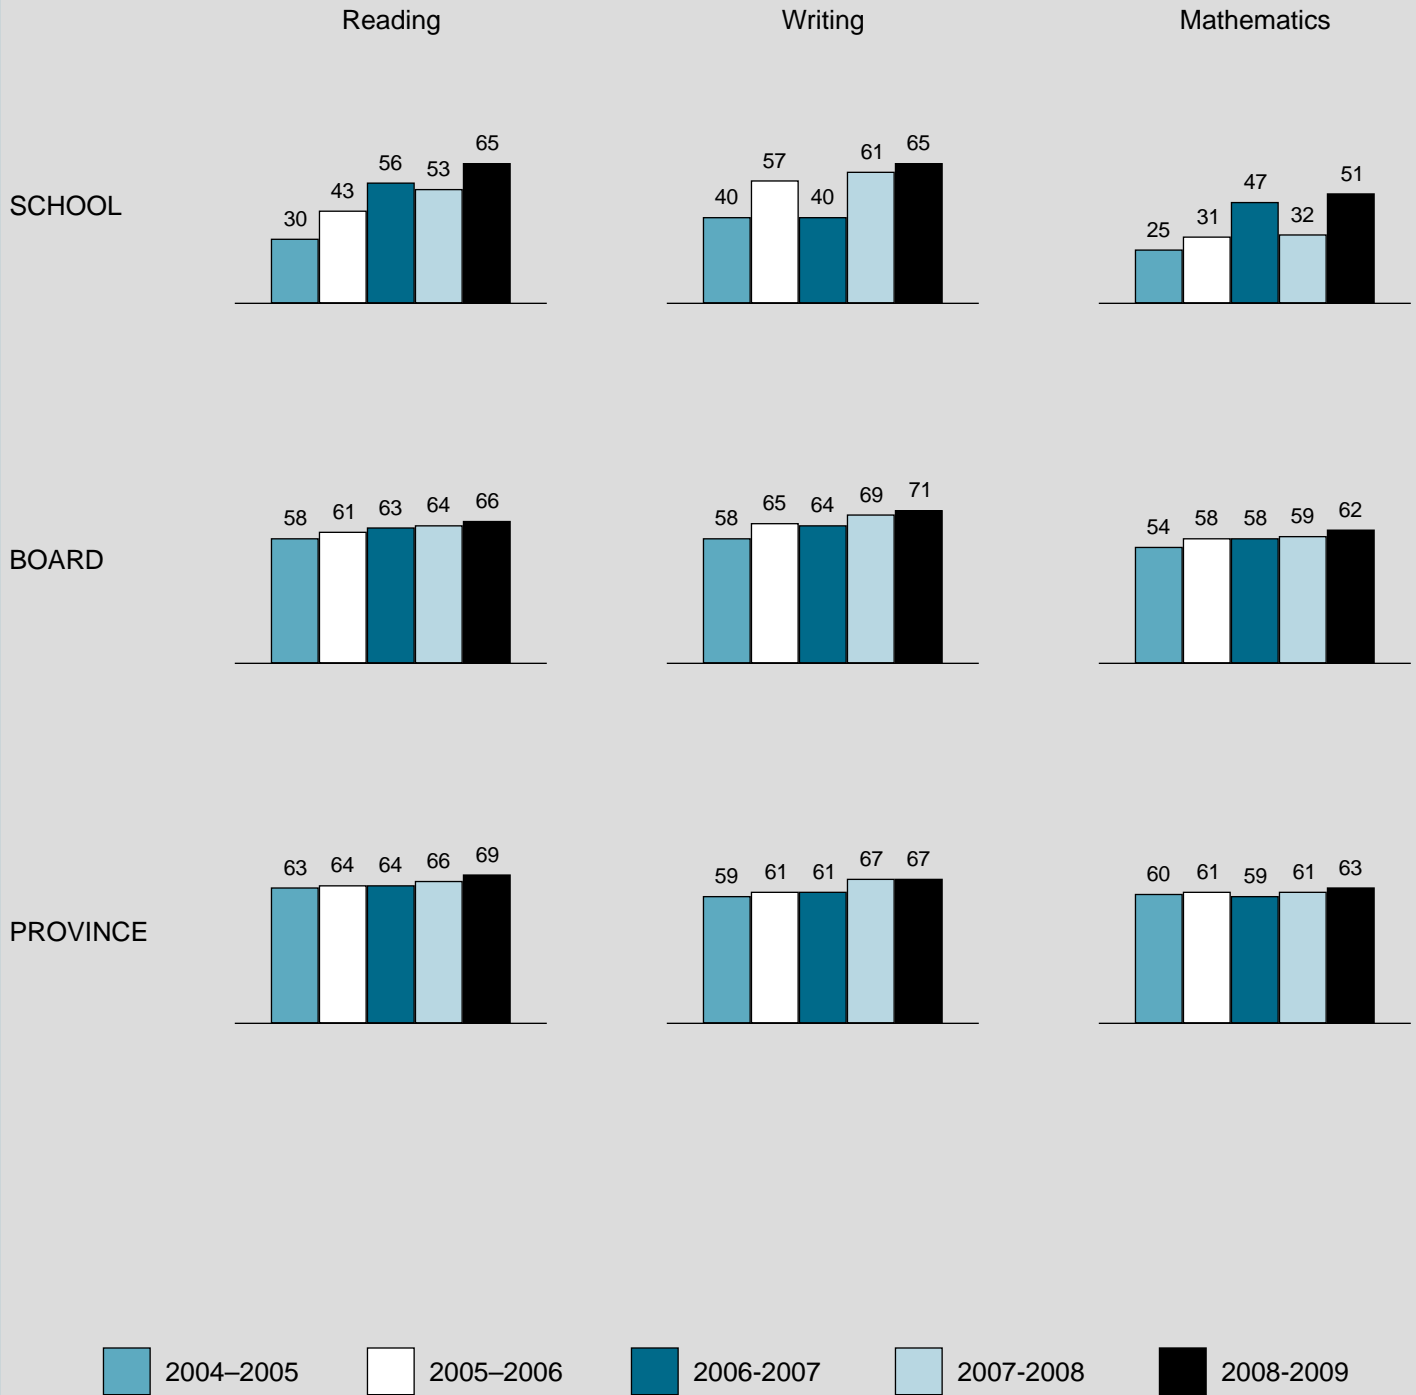 Reading Writing Mathematics
SCHOOL
30 43 56 53 65
40 57 40 61 65
25 31 47 32 51
BOARD
58 61 63 64 66
58 65 64 69 71
54 58 58 59 62
PROVINCE
63 64 64 66 69
59 61 61 67 67
60 61 59 61 63
2004–2005 2005–2006 2006-2007 2007-2008 2008-2009